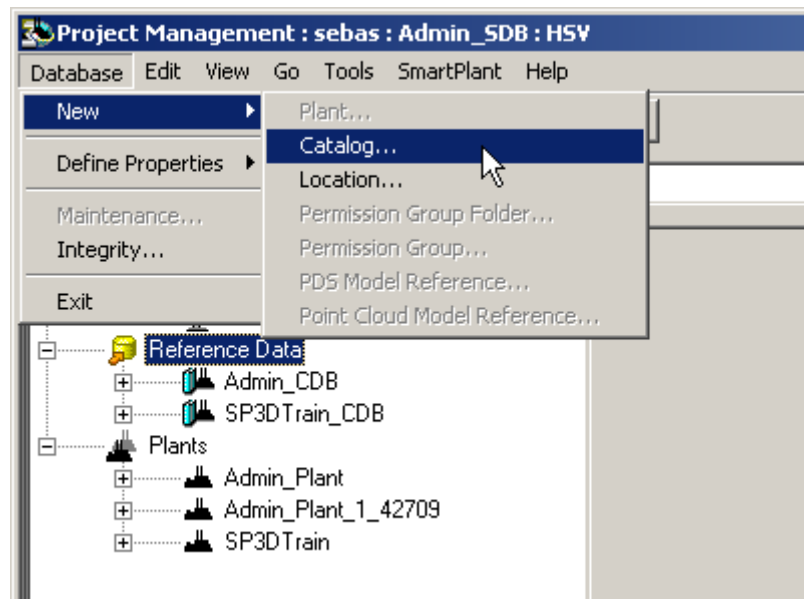 Project Management : sebas : Admin_SDB : HSV
Database Edit View Go Tools SmartPlant Help
New
Plant...
Catalog...
Define Properties
Location...
Maintenance...
Permission Group Folder...
Integrity...
Permission Group...
PDS Model Reference...
Exit
Point Cloud Model Reference...
Reference Data
Admin_CDB
SP3DTrain_CDB
Plants
Admin_Plant
Admin_Plant_1_42709
SP3DTrain